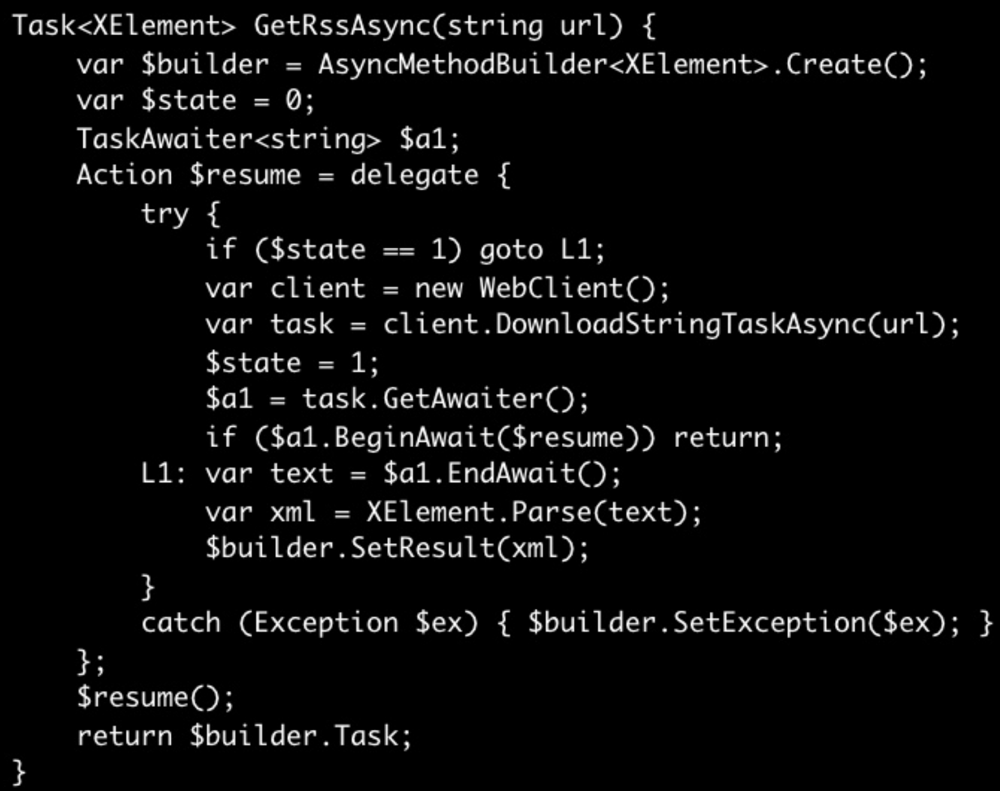 Task<XElement> GetRssAsync(string url) {
    var $builder = AsyncMethodBuilder<XElement>.Create();
    var $state = 0;
    TaskAwaiter<string> $a1;
    Action $resume = delegate {
        try {
            if ($state == 1) goto L1;
            var client = new WebClient();
            var task = client.DownloadStringTaskAsync(url);
            $state = 1;
            $a1 = task.GetAwaiter();
            if ($a1.BeginAwait($resume)) return;
        L1: var text = $a1.EndAwait();
            var xml = XElement.Parse(text);
            $builder.SetResult(xml);
        }
        catch (Exception $ex) { $builder.SetException($ex); }
    };
    $resume();
    return $builder.Task;
}